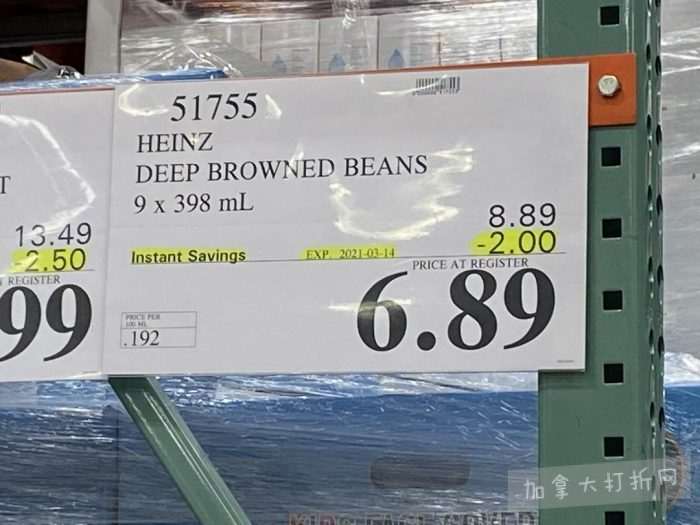 51755
HEINZ
DEEP BROWNED BEANS
9 x 398 mL
8.89
Instant Savings EXP. 2021-03-14 -2.00
PRICE AT REGISTER
6.89
PRICE PER
100 ML
.192
T
13.49
-2.50
REGISTER
99
加拿大打折网